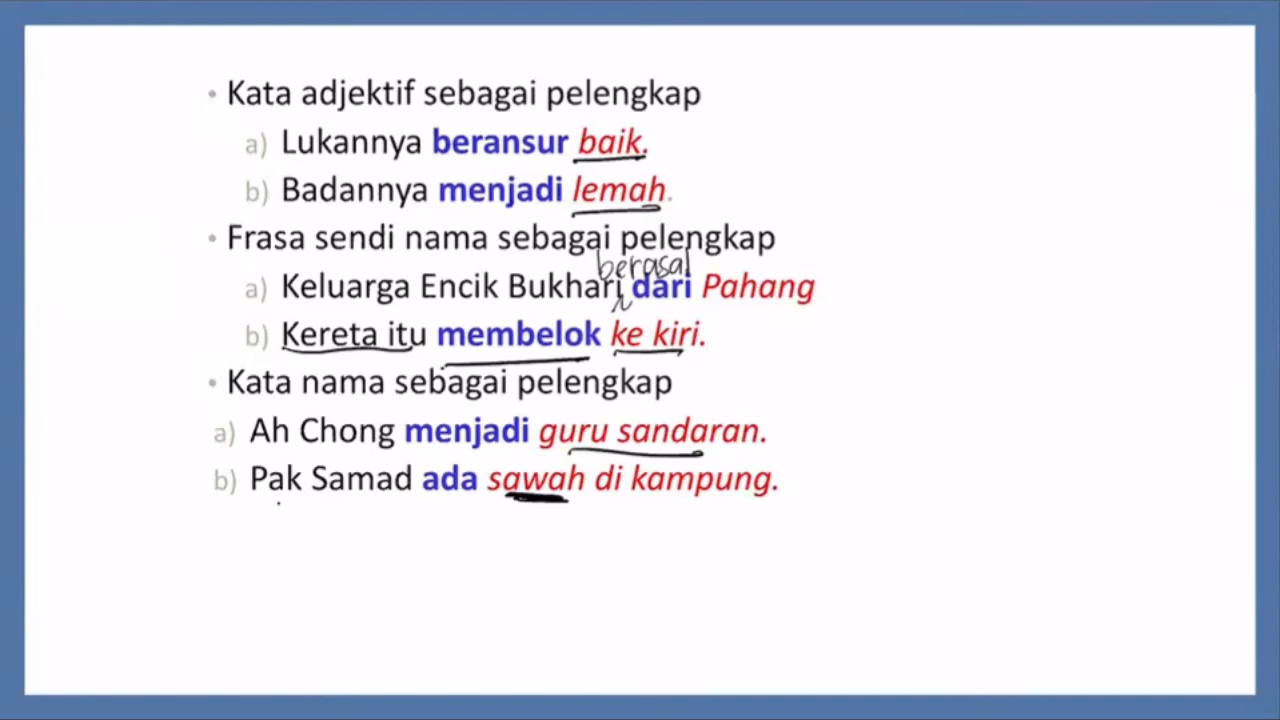 • Kata adjektif sebagai pelengkap
a) Lukannya beransur baik.
b) Badannya menjadi lemah.
• Frasa sendi nama sebagai pelengkap
berasal
a) Keluarga Encik Bukhari dari Pahang
b) Kereta itu membelok ke kiri.
• Kata nama sebagai pelengkap
a) Ah Chong menjadi guru sandaran.
b) Pak Samad ada sawah di kampung.